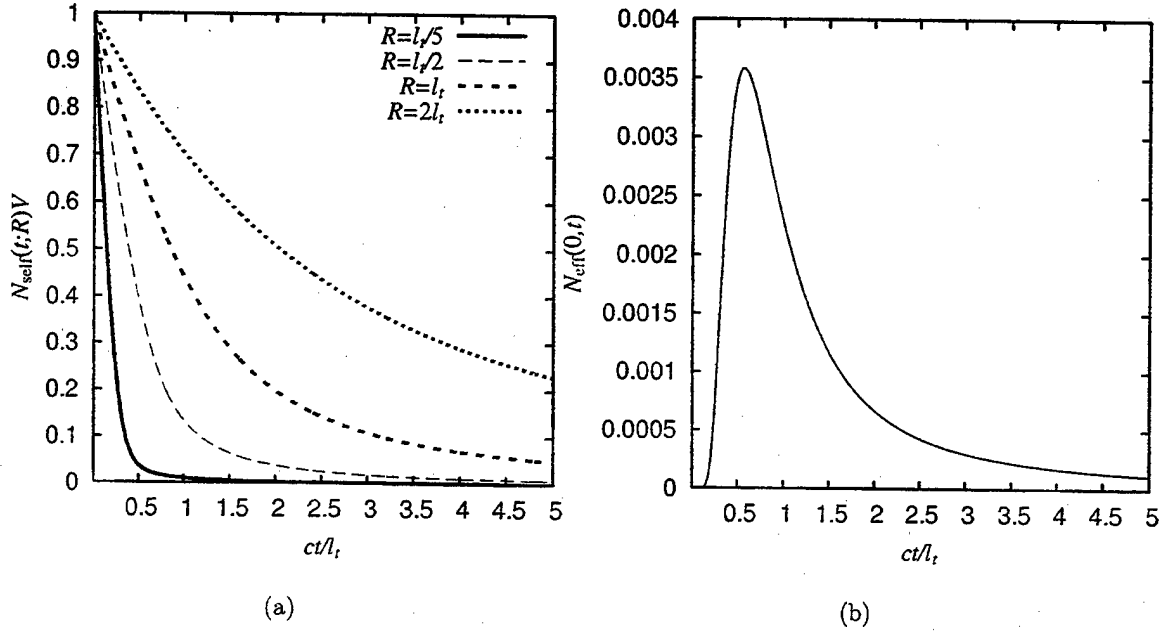 N_self(t;R)V
1
0.9
0.8
0.7
0.6
0.5
0.4
0.3
0.2
0.1
0
R=l_t/5
R=l_t/2
R=l_t
R=2l_t
0.5 1 1.5 2 2.5 3 3.5 4 4.5 5
ct/l_t
(a)
N_eff(0,t)
0.004
0.0035
0.003
0.0025
0.002
0.0015
0.001
0.0005
0
0.5 1 1.5 2 2.5 3 3.5 4 4.5 5
ct/l_t
(b)